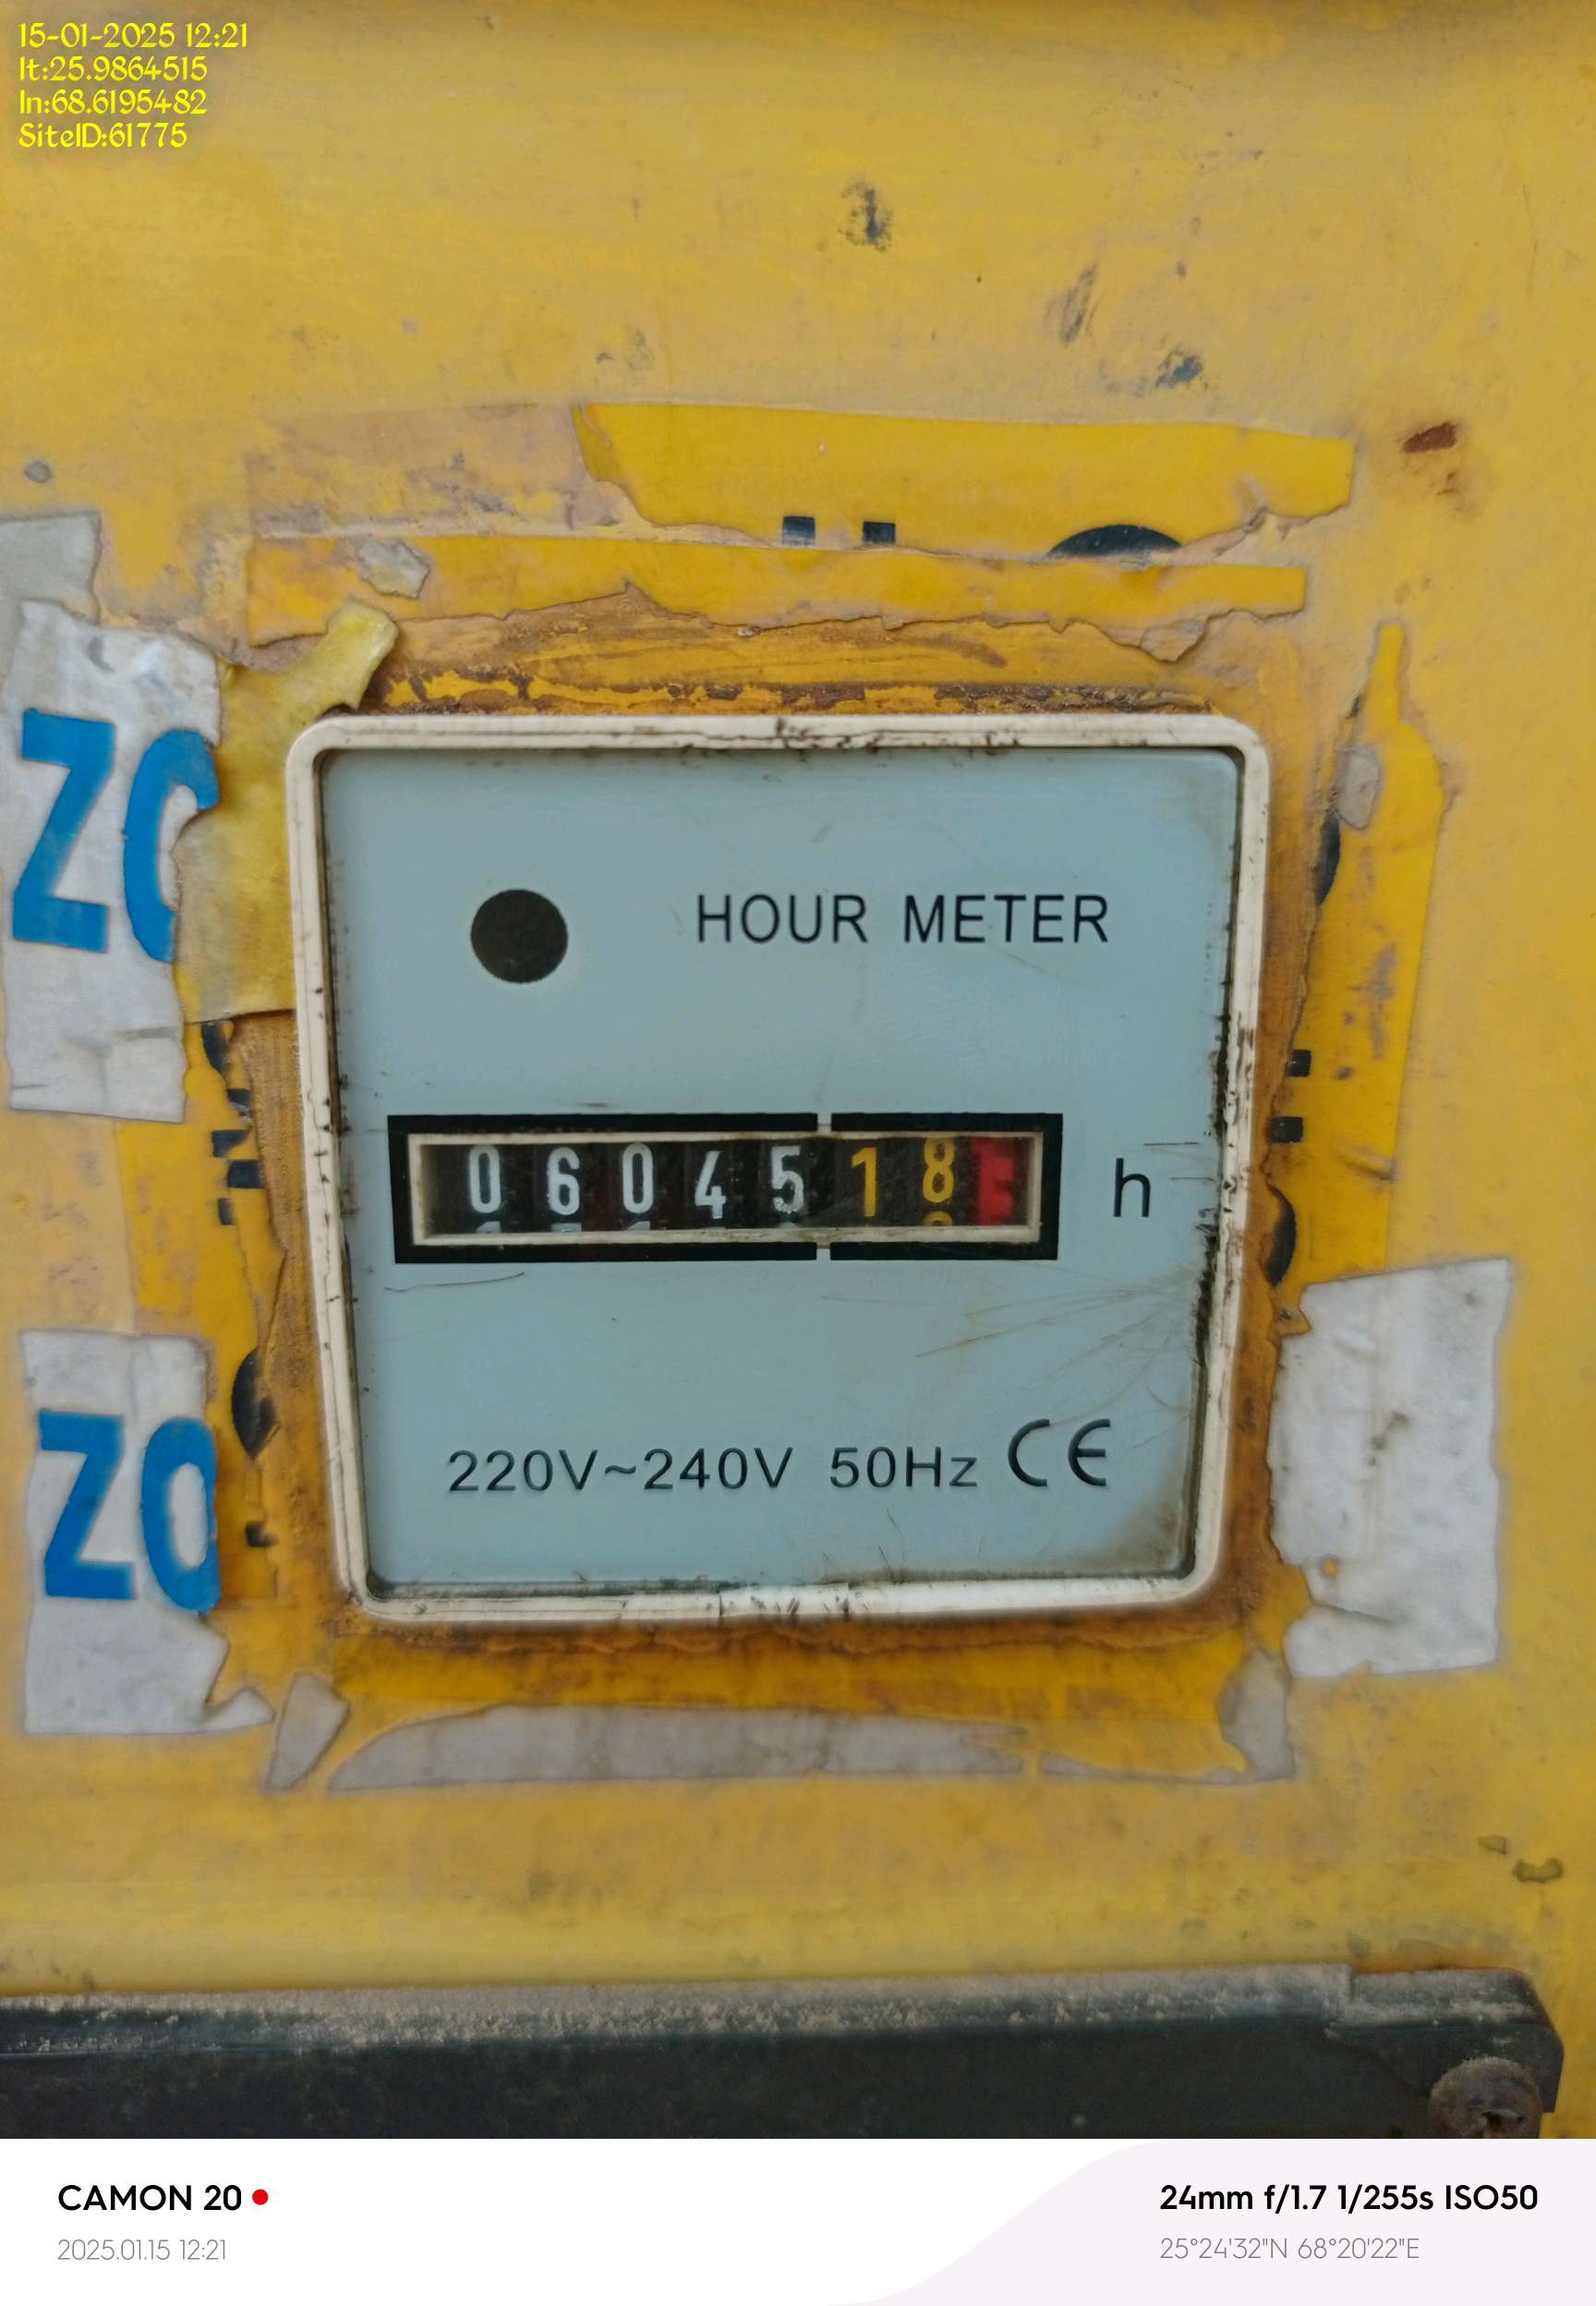 15-01-2025 12:21
lt:25.9864515
ln:68.6195482
SiteID:61775
ZO
HOUR METER
0604518
h
220V~240V 50Hz CE
ZO
CAMON 20
24mm f/1.7 1/255s ISO50
2025.01.15 12:21
25°24'32"N 68°20'22"E